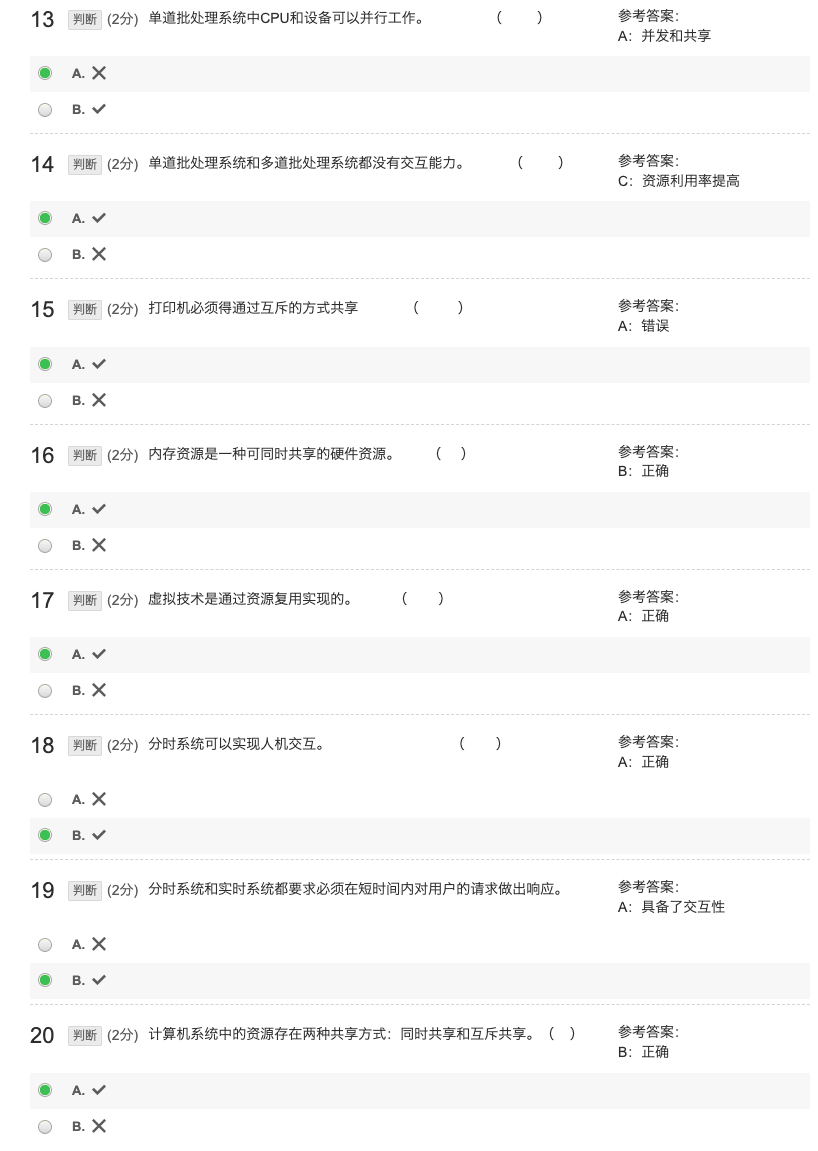 13 判断 (2分) 单道批处理系统中CPU和设备可以并行工作。 ( )
参考答案:
A: 并发和共享
A. ✕
B. ✓
14 判断 (2分) 单道批处理系统和多道批处理系统都没有交互能力。 ( )
参考答案:
C: 资源利用率提高
A. ✓
B. ✕
15 判断 (2分) 打印机必须得通过互斥的方式共享 ( )
参考答案:
A: 错误
A. ✓
B. ✕
16 判断 (2分) 内存资源是一种可同时共享的硬件资源。 ( )
参考答案:
B: 正确
A. ✓
B. ✕
17 判断 (2分) 虚拟技术是通过资源复用实现的。 ( )
参考答案:
A: 正确
A. ✓
B. ✕
18 判断 (2分) 分时系统可以实现人机交互。 ( )
参考答案:
A: 正确
A. ✕
B. ✓
19 判断 (2分) 分时系统和实时系统都要求必须在短时间内对用户的请求做出响应。
参考答案:
A: 具备了交互性
A. ✕
B. ✓
20 判断 (2分) 计算机系统中的资源存在两种共享方式: 同时共享和互斥共享。( )
参考答案:
B: 正确
A. ✓
B. ✕